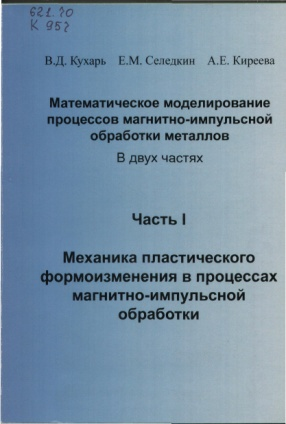 621.70
К 957
В.Д. Кухарь Е.М. Селедкин А.Е. Киреева
Математическое моделирование
процессов магнитно-импульсной
обработки металлов
В двух частях
Часть I
Механика пластического
формоизменения в процессах
магнитно-импульсной
обработки